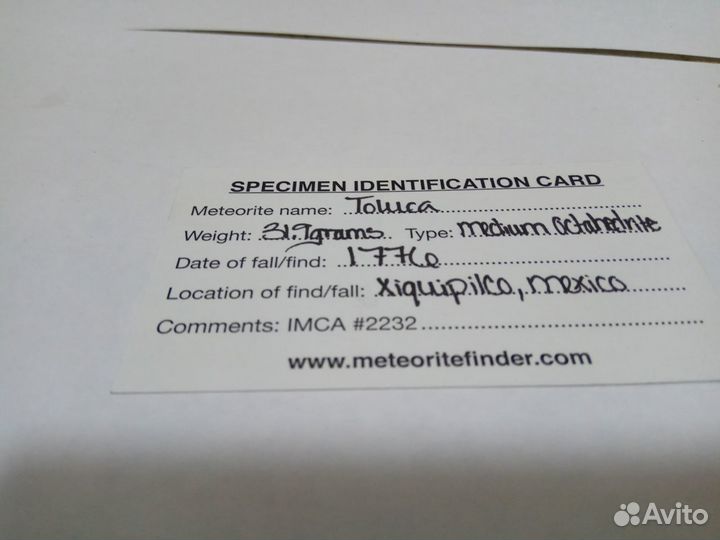 SPECIMEN IDENTIFICATION CARD
Meteorite name: Toluca
Weight: 31.9grams Type: medium octahedrite
Date of fall/find: 1776
Location of find/fall: Xiquipilco, mexico
Comments: IMCA #2232
www.meteoritefinder.com
Avito